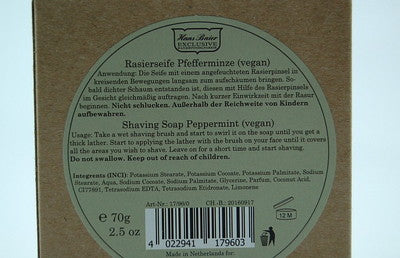 Hans Baier
EXCLUSIVE
Rasierseife Pfefferminze (vegan)
Anwendung: Die Seife mit einem angefeuchteten Rasierpinsel in
kreisenden Bewegungen langsam zum aufschäumen bringen. So-
bald dichter Schaum entstanden ist, diesen mit Hilfe des Rasierpinsels
im Gesicht gleichmäßig auftragen. Nach kurzer Einwirkzeit mit der Rasur
beginnen. Nicht schlucken. Außerhalb der Reichweite von Kindern
aufbewahren.
Shaving Soap Peppermint (vegan)
Usage: Take a wet shaving brush and start to swirl it on the soap until you get a
thick lather. Start to applying the lather with the brush on your face until it covers
all the areas you wish to shave. Leave on for a short time and start shaving.
Do not swallow. Keep out of reach of children.
Integrents (INCI): Potassium Stearate, Potassium Cocoate, Potassium Palmitate, Sodium
Stearate, Aqua, Sodium Cocoate, Sodium Palmitate, Glycerine, Parfum, Coconut Acid,
CI77891, Tetrasodium EDTA, Tetrasodium Etidronate, Limonene
Art-Nr.: 17/96/0 CH.-B.: 20160917
e 70g
2.5 oz
12 M
4 022941 179603
Made in Netherlands for: